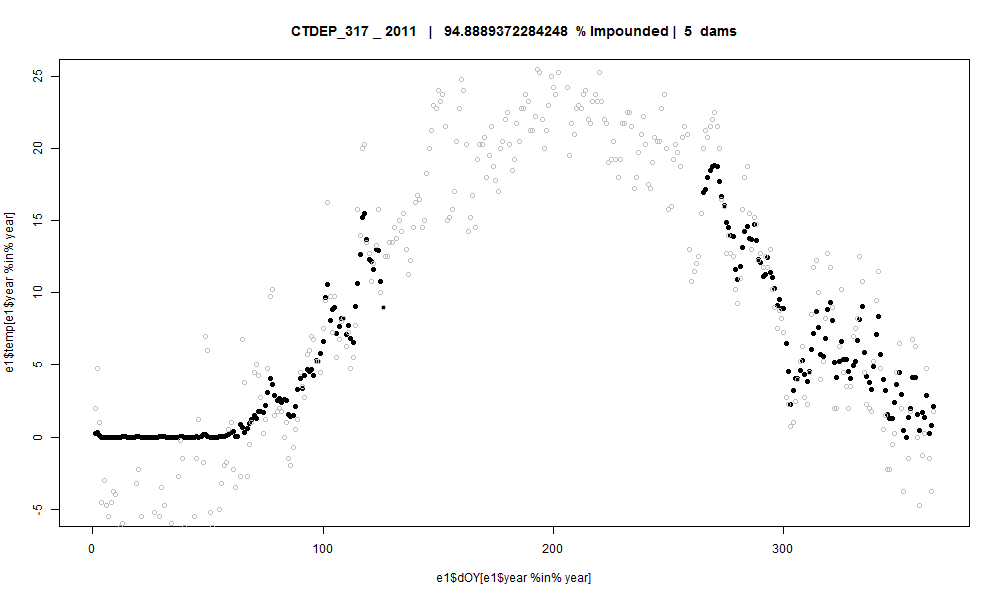 CTDEP_317 _ 2011 | 94.8889372284248 % Impounded | 5 dams
e1$temp[e1$year %in% year]
25
20
15
10
5
0
-5
0 100 200 300
e1$dOY[e1$year %in% year]